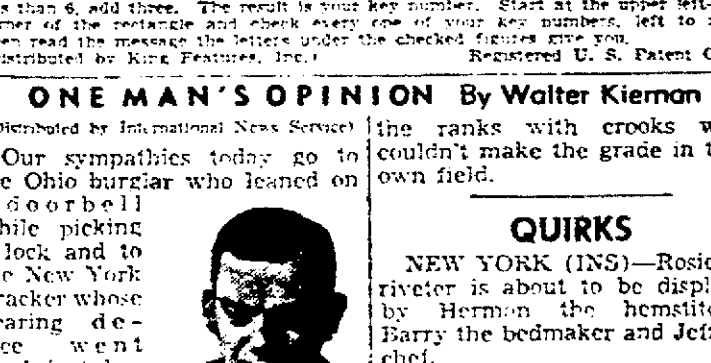 s than 6, add three. The result is your key number. Start at the upper left-
ner of the rectangle and check every one of your key numbers, left to
en read the message the letters under the checked figures give you.
istributed by King Features, Inc.) Registered U. S. Patent O
ONE MAN'S OPINION By Walter Kiernan
Distributed by International News Service)
Our sympathies today go to
e Ohio burglar who leaned on
doorbell
hile picking
lock and to
e New York
racker whose
earing de-
ce went
the ranks with crooks w
couldn't make the grade in t
own field.
QUIRKS
NEW YORK (INS)—Rosie
riveter is about to be displ
by Herman the hemstitc
Barry the bedmaker and Jeff
chef.